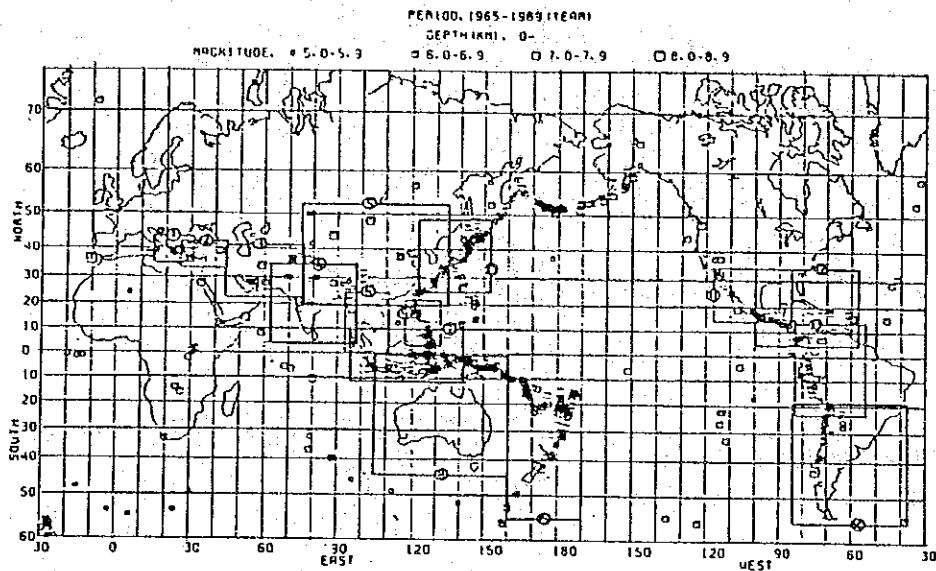 PERIOD. 1965-1989 (YEAR)
DEPTH(KM). 0-
MAGNITUDE. 5.0-5.9 6.0-6.9 7.0-7.9 8.0-8.9
70
60
50
40
30
20
10
0
10
20
30
40
50
60
NORTH
SOUTH
30 0 30 60 90 120 150 180 150 120 90 60 30
EAST WEST